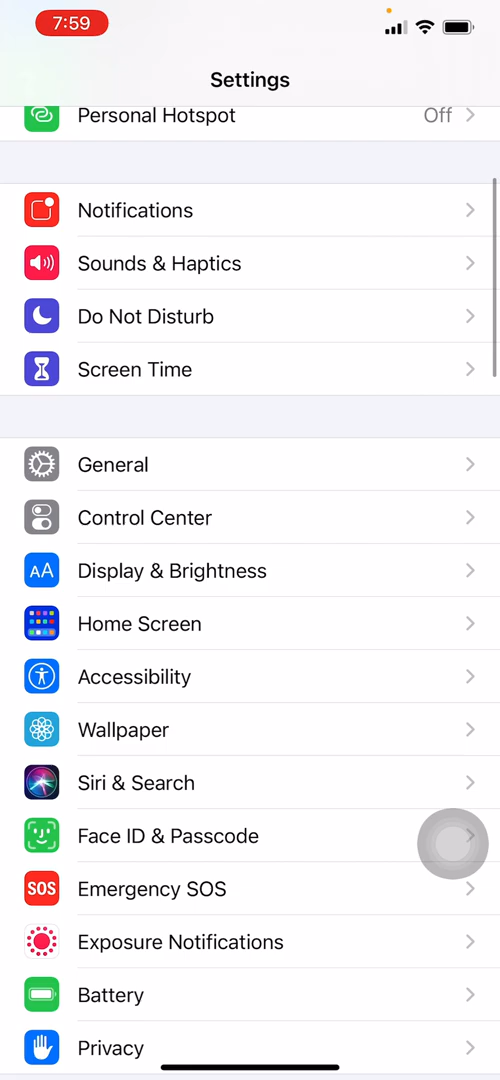 7:59
Settings
Personal Hotspot Off
Notifications
Sounds & Haptics
Do Not Disturb
Screen Time
General
Control Center
AA Display & Brightness
Home Screen
Accessibility
Wallpaper
Siri & Search
Face ID & Passcode
SOS Emergency SOS
Exposure Notifications
Battery
Privacy